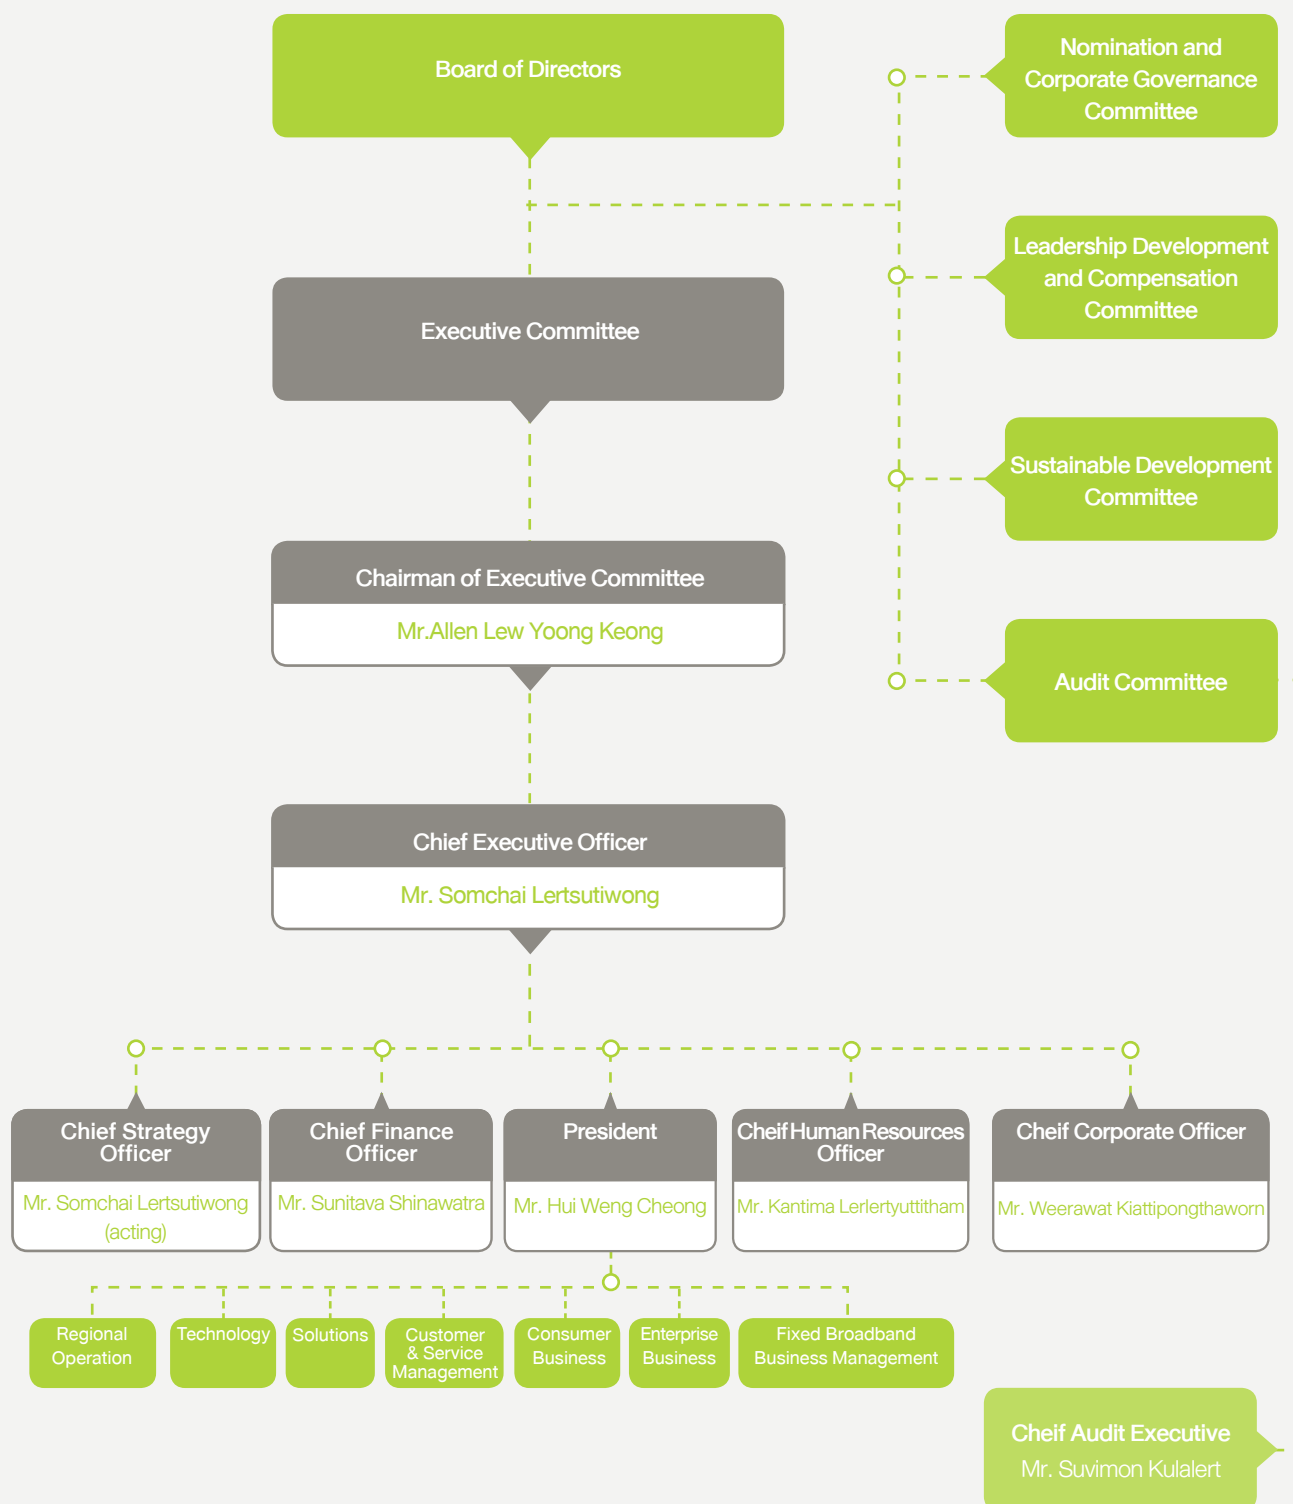 Board of Directors
Nomination and
Corporate Governance
Committee
Leadership Development
and Compensation
Committee
Executive Committee
Sustainable Development
Committee
Chairman of Executive Committee
Mr.Allen Lew Yoong Keong
Audit Committee
Chief Executive Officer
Mr. Somchai Lertsutiwong
Chief Strategy
Officer
Mr. Somchai Lertsutiwong
(acting)
Chief Finance
Officer
Mr. Sunitava Shinawatra
President
Mr. Hui Weng Cheong
Cheif Human Resources
Officer
Mr. Kantima Lerlertyuttitham
Cheif Corporate Officer
Mr. Weerawat Kiattipongthaworn
Regional
Operation
Technology
Solutions
Customer
& Service
Management
Consumer
Business
Enterprise
Business
Fixed Broadband
Business Management
Cheif Audit Executive
Mr. Suvimon Kulalert